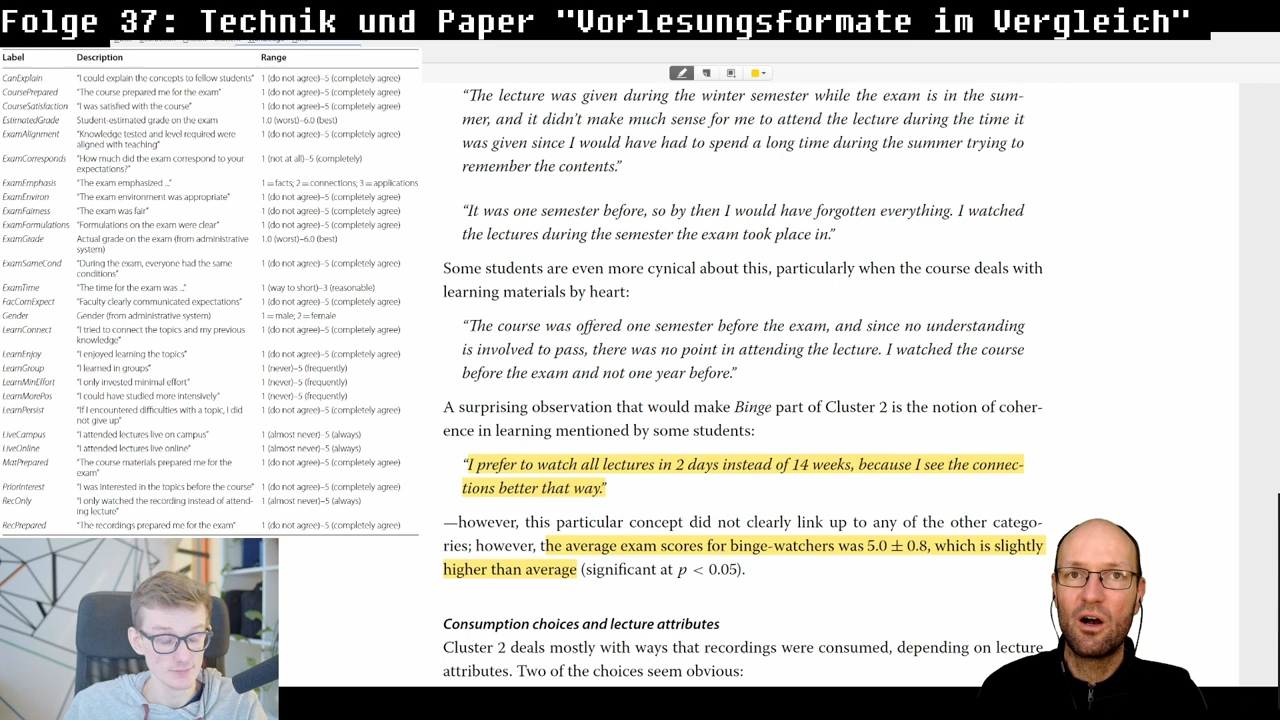 Folge 37: Technik und Paper "Vorlesungsformate im Vergleich"
Label Description Range
CanExplain "I could explain the concepts to fellow students" 1 (do not agree)–5 (completely agree)
CoursePrepared "The course prepared me for the exam" 1 (do not agree)–5 (completely agree)
CourseSatisfaction "I was satisfied with the course" 1 (do not agree)–5 (completely agree)
EstimatedGrade Student-estimated grade on the exam 1.0 (worst)–6.0 (best)
ExamAlignment "Knowledge tested and level required were 1 (do not agree)–5 (completely agree)
aligned with teaching"
ExamCorresponds "How much did the exam correspond to your 1 (not at all)–5 (completely)
expectations?"
ExamEmphasis "The exam emphasized ..." 1 = facts; 2 = connections; 3 = applications
ExamEnviron "The exam environment was appropriate" 1 (do not agree)–5 (completely agree)
ExamFairness "The exam was fair" 1 (do not agree)–5 (completely agree)
ExamFormulations "Formulations on the exam were clear" 1 (do not agree)–5 (completely agree)
ExamGrade Actual grade on the exam (from administrative 1.0 (worst)–6.0 (best)
system)
ExamSameCond "During the exam, everyone had the same 1 (do not agree)–5 (completely agree)
conditions"
ExamTime "The time for the exam was ..." 1 (way to short)–3 (reasonable)
FacComExpect "Faculty clearly communicated expectations" 1 (do not agree)–5 (completely agree)
Gender Gender (from administrative system) 1 = male; 2 = female
LearnConnect "I tried to connect the topics and my previous 1 (do not agree)–5 (completely agree)
knowledge"
LearnEnjoy "I enjoyed learning the topics" 1 (do not agree)–5 (completely agree)
LearnGroup "I learned in groups" 1 (never)–5 (frequently)
LearnMinEffort "I only invested minimal effort" 1 (never)–5 (frequently)
LearnMorePos "I could have studied more intensively" 1 (never)–5 (frequently)
LearnPersist "If I encountered difficulties with a topic, I did 1 (do not agree)–5 (completely agree)
not give up"
LiveCampus "I attended lectures live on campus" 1 (almost never)–5 (always)
LiveOnline "I attended lectures live online" 1 (almost never)–5 (always)
MatPrepared "The course materials prepared me for the 1 (do not agree)–5 (completely agree)
exam"
PriorInterest "I was interested in the topics before the course" 1 (do not agree)–5 (completely agree)
RecOnly "I only watched the recording instead of attend- 1 (almost never)–5 (always)
ing lecture"
RecPrepared "The recordings prepared me for the exam" 1 (do not agree)–5 (completely agree)
"The lecture was given during the winter semester while the exam is in the sum-
mer, and it didn't make much sense for me to attend the lecture during the time it
was given since I would have had to spend a long time during the summer trying to
remember the contents."
"It was one semester before, so by then I would have forgotten everything. I watched
the lectures during the semester the exam took place in."
Some students are even more cynical about this, particularly when the course deals with
learning materials by heart:
"The course was offered one semester before the exam, and since no understanding
is involved to pass, there was no point in attending the lecture. I watched the course
before the exam and not one year before."
A surprising observation that would make Binge part of Cluster 2 is the notion of coher-
ence in learning mentioned by some students:
"I prefer to watch all lectures in 2 days instead of 14 weeks, because I see the connec-
tions better that way."
—however, this particular concept did not clearly link up to any of the other catego-
ries; however, the average exam scores for binge-watchers was 5.0 ± 0.8, which is slightly
higher than average (significant at p < 0.05).
Consumption choices and lecture attributes
Cluster 2 deals mostly with ways that recordings were consumed, depending on lecture
attributes. Two of the choices seem obvious: